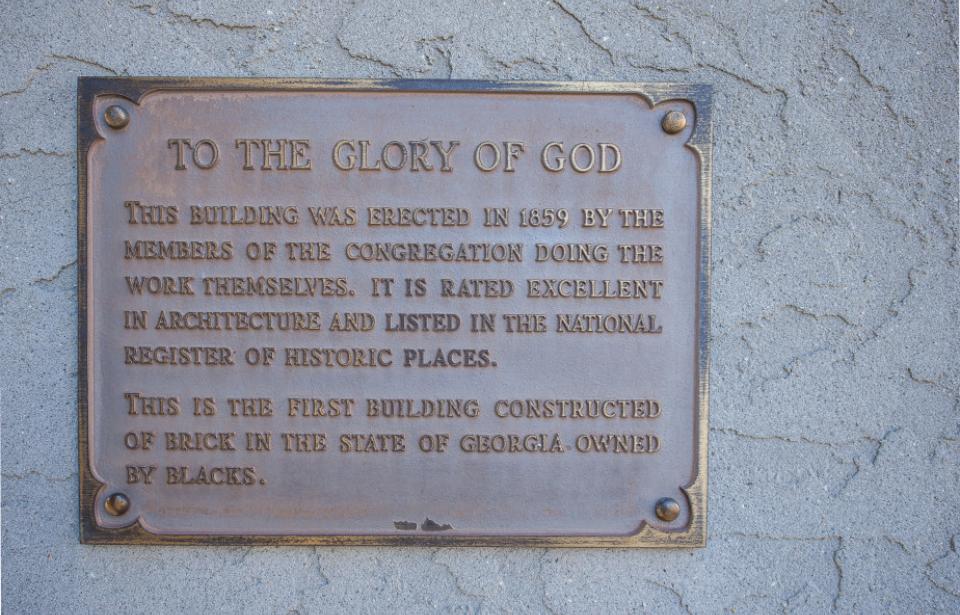 TO THE GLORY OF GOD
THIS BUILDING WAS ERECTED IN 1859 BY THE
MEMBERS OF THE CONGREGATION DOING THE
WORK THEMSELVES. IT IS RATED EXCELLENT
IN ARCHITECTURE AND LISTED IN THE NATIONAL
REGISTER OF HISTORIC PLACES.
THIS IS THE FIRST BUILDING CONSTRUCTED
OF BRICK IN THE STATE OF GEORGIA OWNED
BY BLACKS.